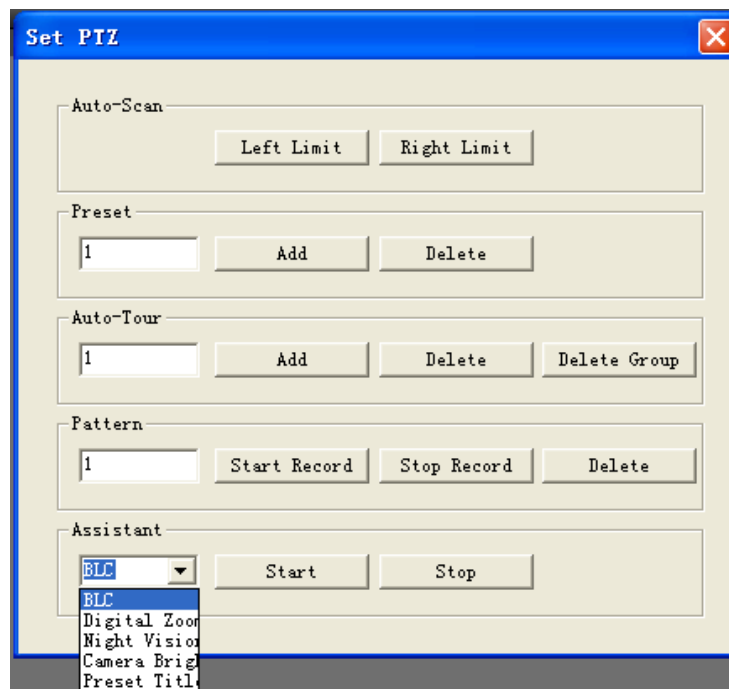 Set PTZ
Auto-Scan
Left Limit Right Limit
Preset
1 Add Delete
Auto-Tour
1 Add Delete Delete Group
Pattern
1 Start Record Stop Record Delete
Assistant
BLC Start Stop
BLC
Digital Zoo
Night Visio
Camera Brig
Preset Titl